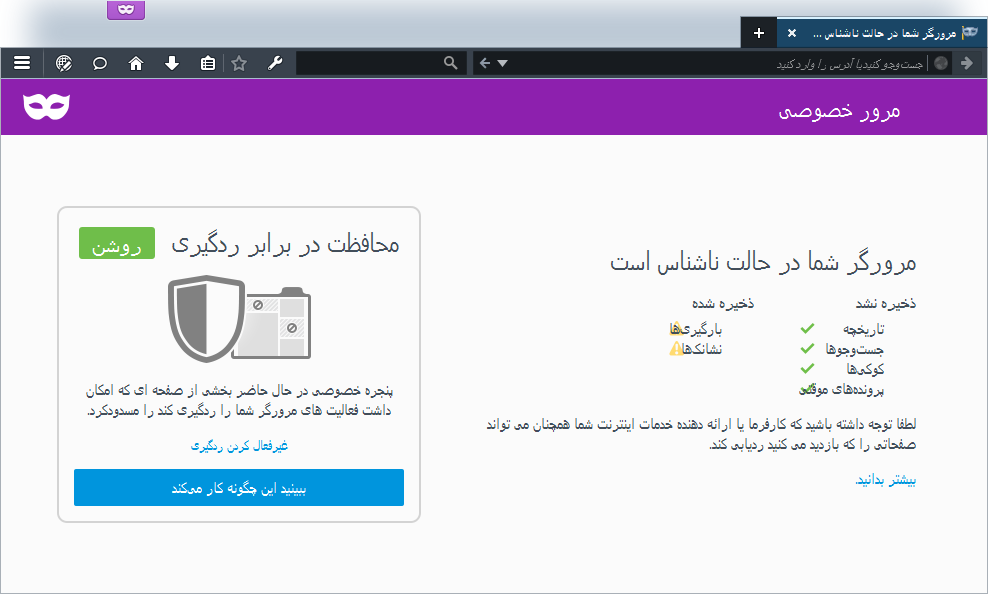 مرورگر شما در حالت ناشناس ...
جست‌وجو کنیدیا آدرس را وارد کنید
مرور خصوصی
مرورگر شما در حالت ناشناس است
ذخیره نشد
تاریخچه
جست‌وجوها
کوکی‌ها
پرونده‌های موقتی
ذخیره شده
بارگیری‌ها
نشانک‌ها
لطفا توجه داشته باشید که کارفرما یا ارائه دهنده خدمات اینترنت شما همچنان می تواند
صفحاتی را که بازدید می کنید ردیابی کند.
بیشتر بدانید.
محافظت در برابر ردگیری
روشن
پنجره خصوصی در حال حاضر بخشی از صفحه ای که امکان
داشت فعالیت های مرورگر شما را ردگیری کند را مسدودکرد.
غیرفعال کردن ردگیری
ببینید این چگونه کار می‌کند